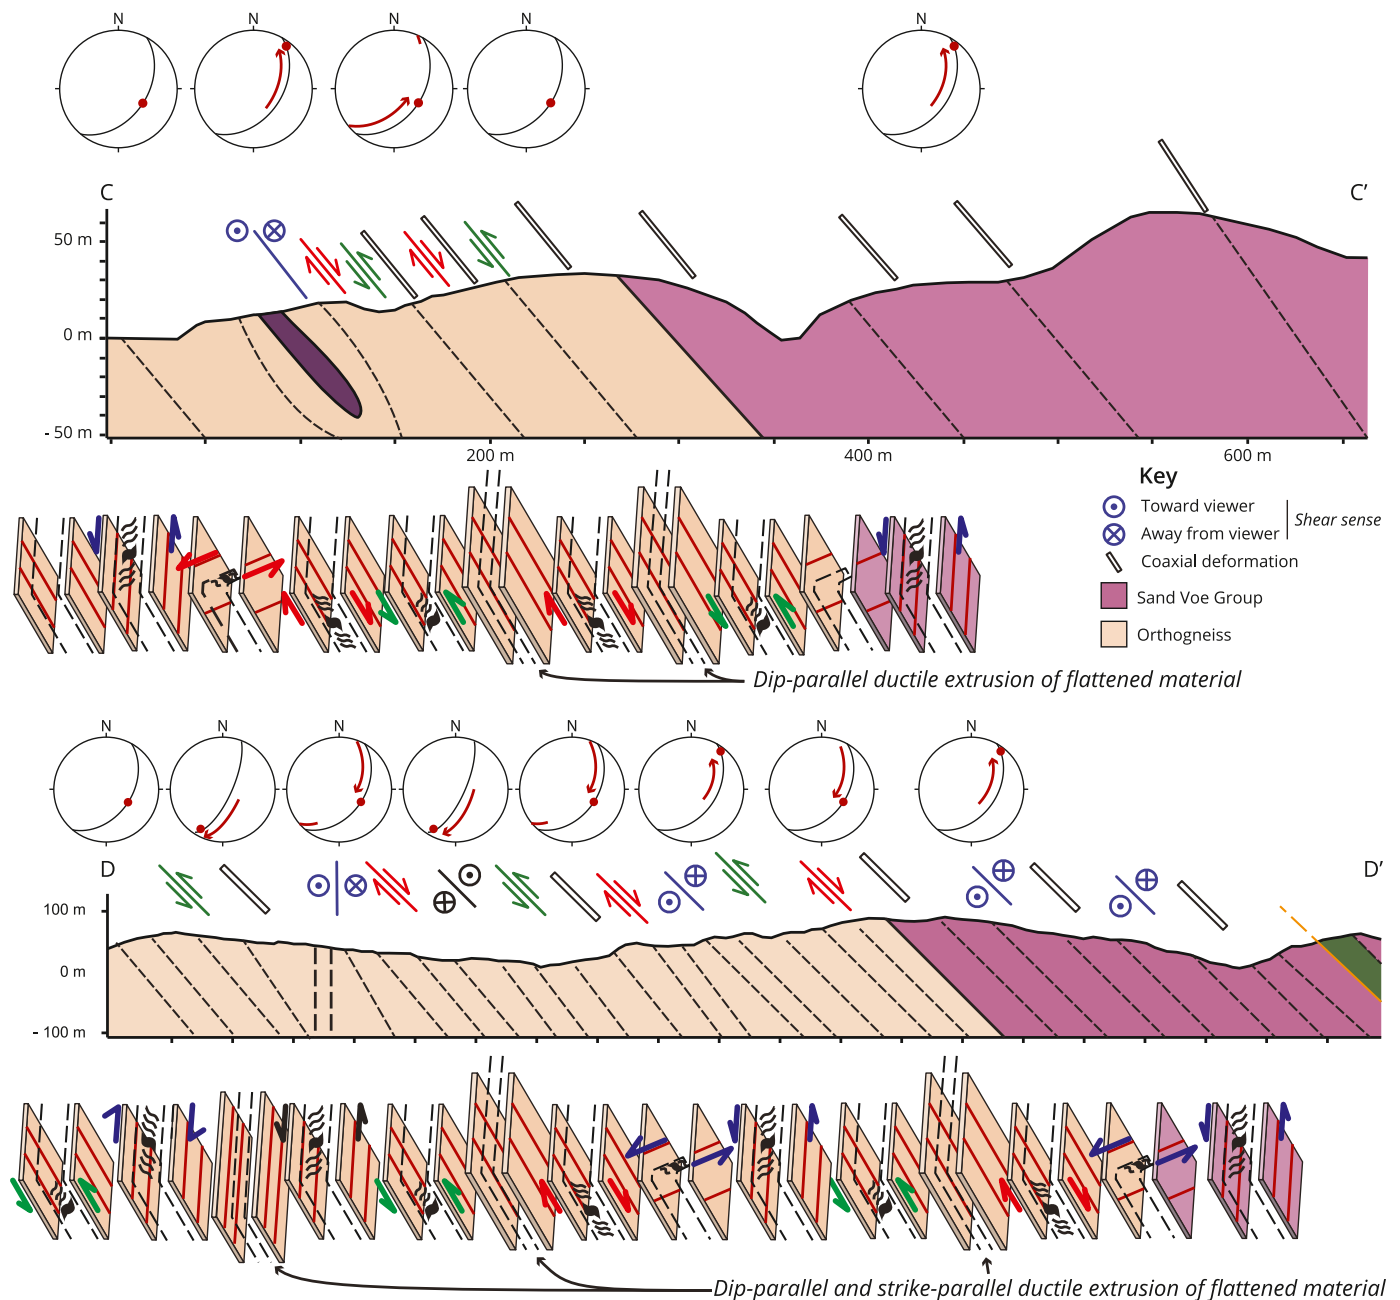 N
N
N
N
N
C
C’
50 m
0 m
- 50 m
200 m
400 m
600 m
Key
Toward viewer
Away from viewer
Shear sense
Coaxial deformation
Sand Voe Group
Orthogneiss
Dip-parallel ductile extrusion of flattened material
N
N
N
N
N
N
N
N
D
D’
100 m
0 m
- 100 m
Dip-parallel and strike-parallel ductile extrusion of flattened material